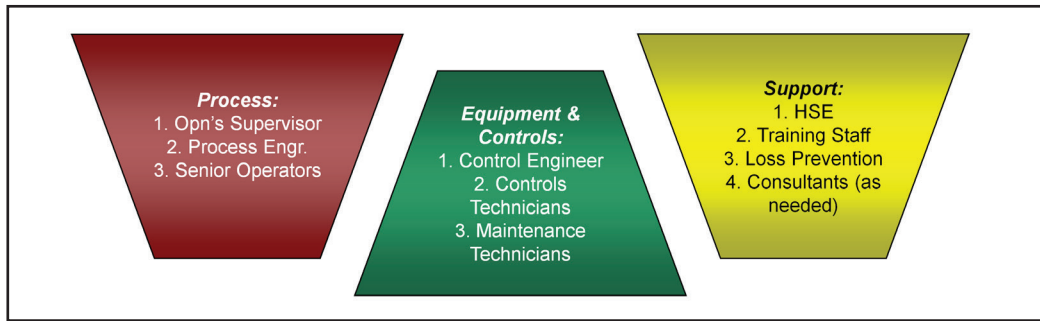 Process:
1. Opn's Supervisor
2. Process Engr.
3. Senior Operators
Equipment &
Controls:
1. Control Engineer
2. Controls
Technicians
3. Maintenance
Technicians
Support:
1. HSE
2. Training Staff
3. Loss Prevention
4. Consultants (as
needed)